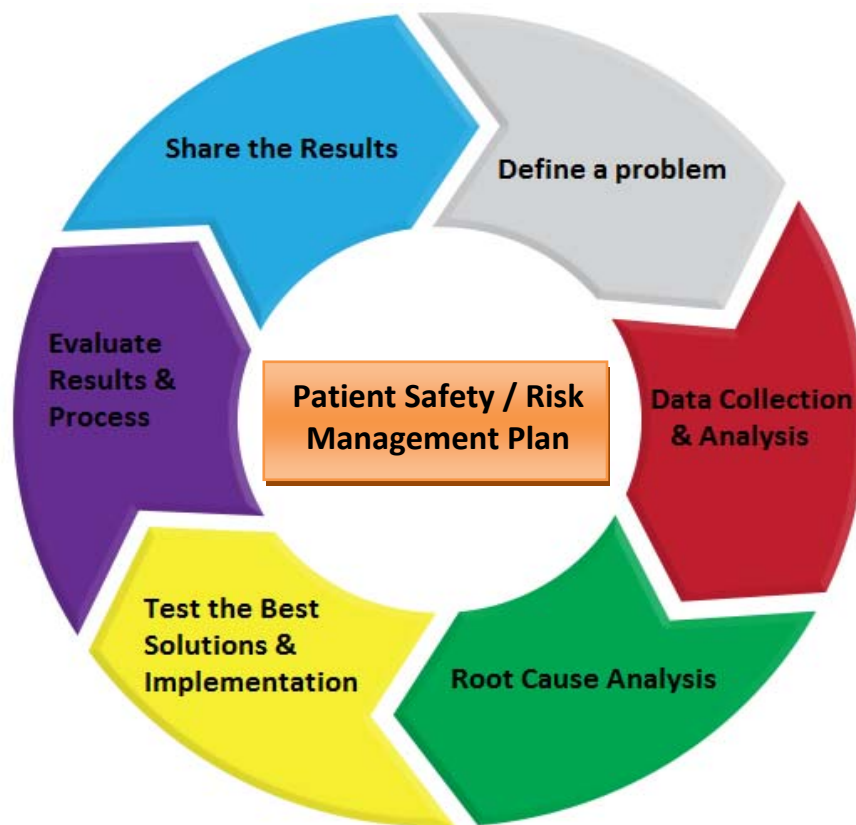 Share the Results
Define a problem
Data Collection
& Analysis
Root Cause Analysis
Test the Best
Solutions &
Implementation
Evaluate
Results &
Process
Patient Safety / Risk
Management Plan